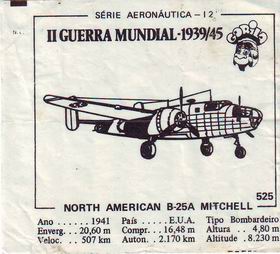 SÉRIE AERONÁUTICA - 12
II GUERRA MUNDIAL-1939/45
525
NORTH AMERICAN B-25A MITCHELL
Ano ...... 1941 País ..... E.U.A. Tipo Bombardeiro
Enverg... 20,60 m Compr. ... 16,48 m Altura .. 4,80 m
Veloc. .. 507 km Auton. . 2.170 km Altitude . 8.230 m